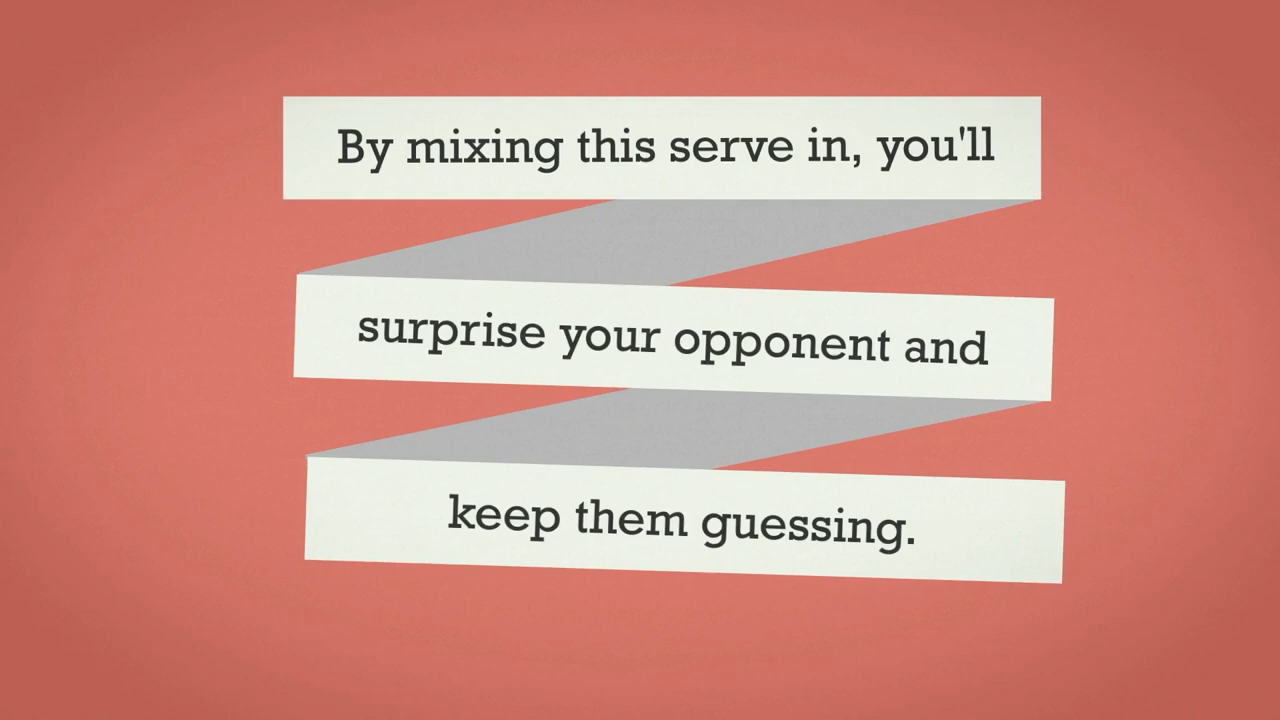 By mixing this serve in, you'll
surprise your opponent and
keep them guessing.